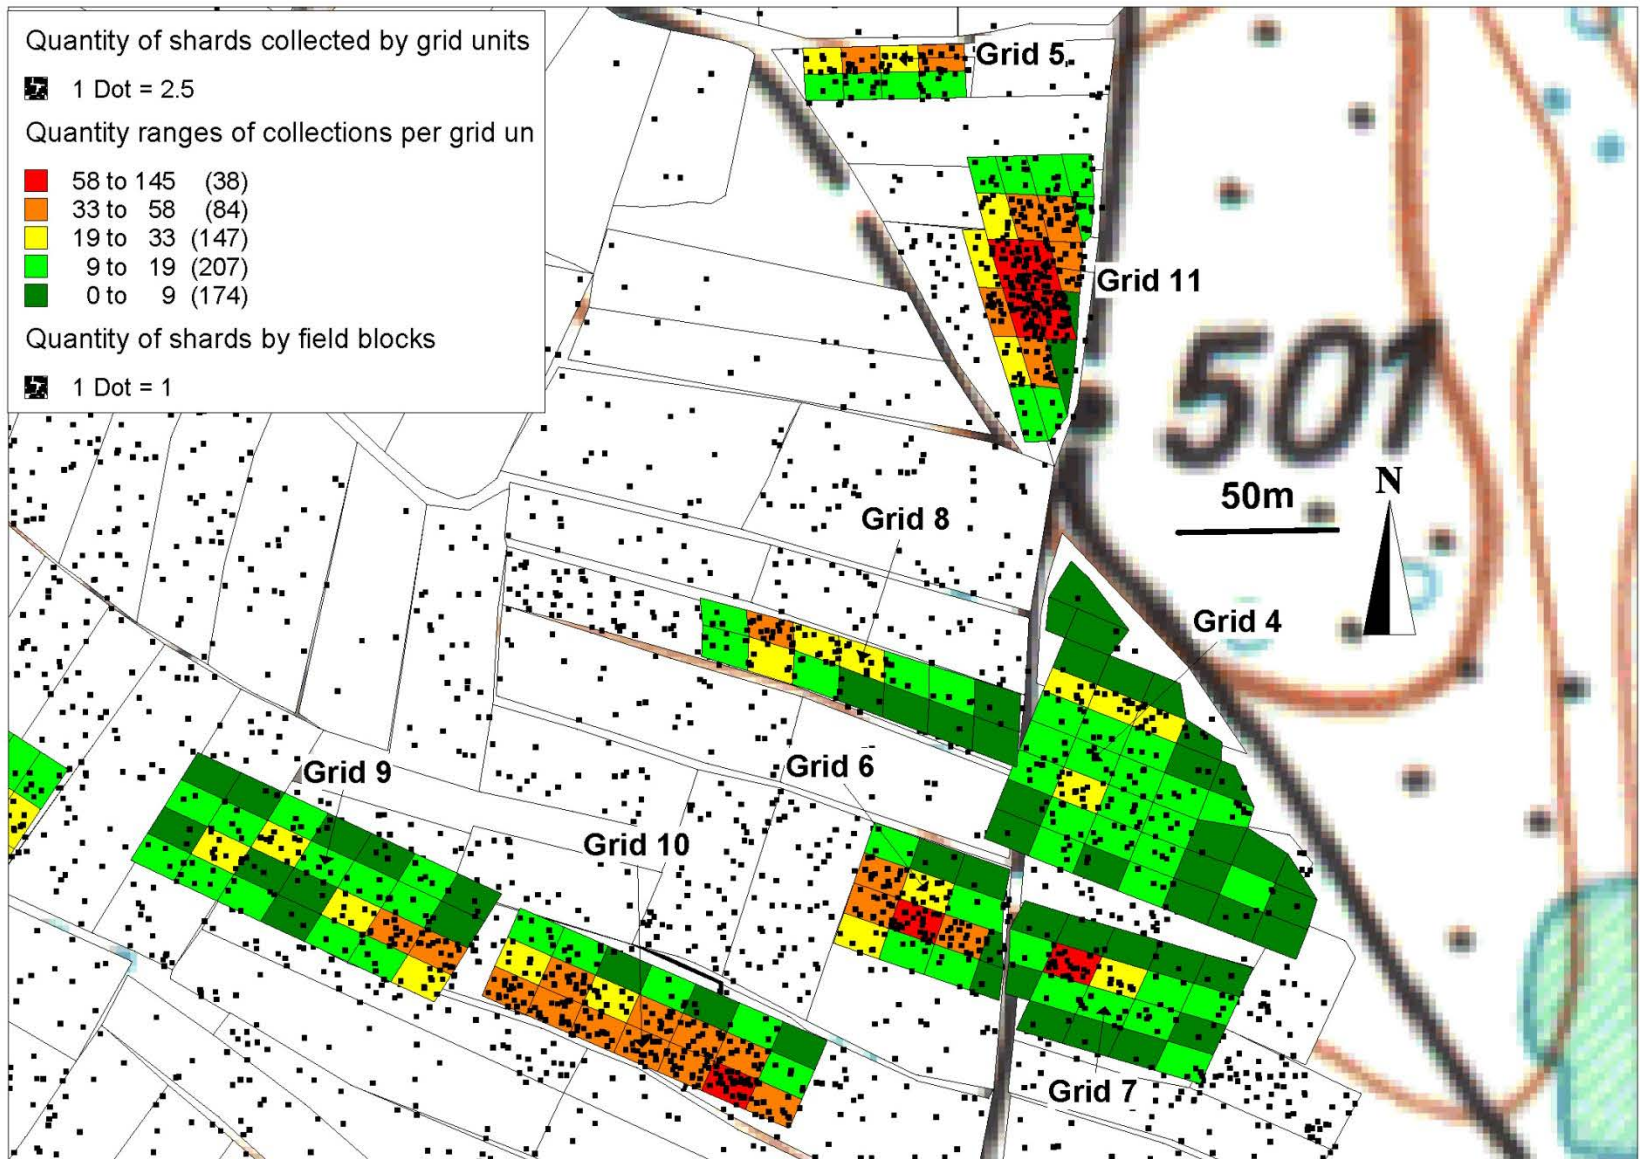 Quantity of shards collected by grid units
1 Dot = 2.5
Quantity ranges of collections per grid un
58 to 145 (38)
33 to 58 (84)
19 to 33 (147)
9 to 19 (207)
0 to 9 (174)
Quantity of shards by field blocks
1 Dot = 1
Grid 5
Grid 11
501
N
50m
Grid 8
Grid 4
Grid 6
Grid 9
Grid 10
Grid 7